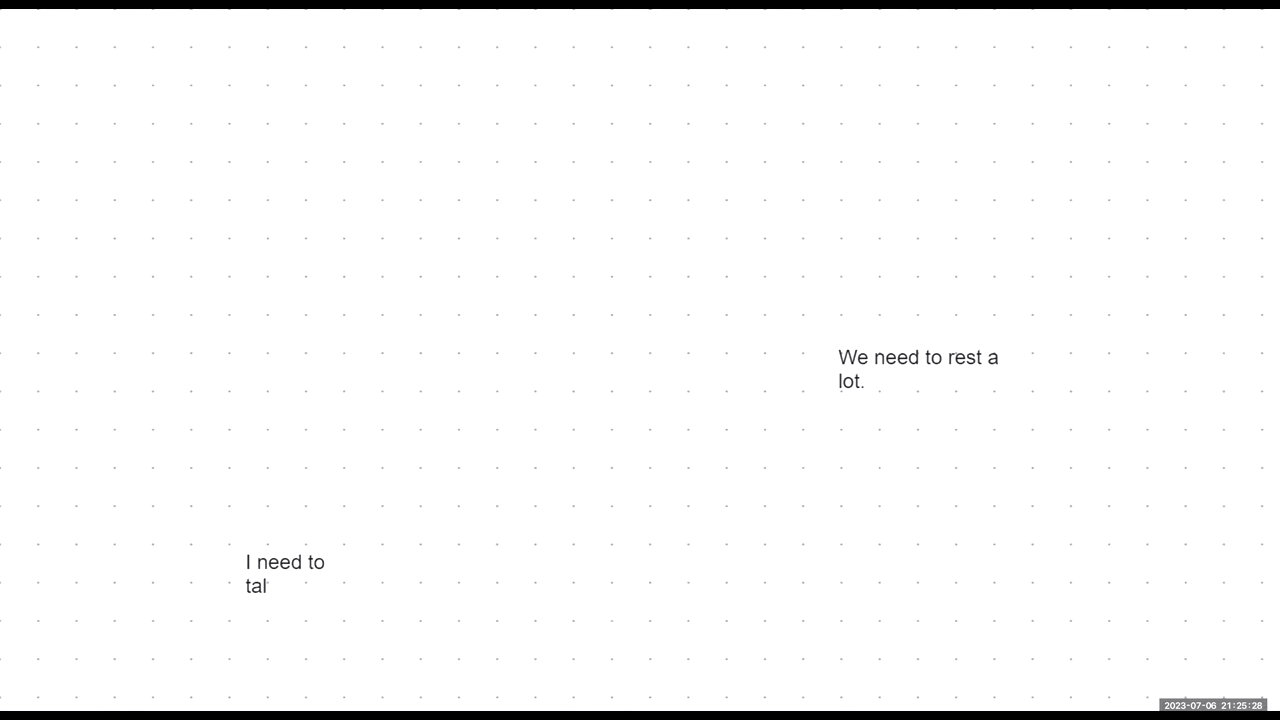 We need to rest a
lot.
I need to
tal
2023-07-06 21:25:28